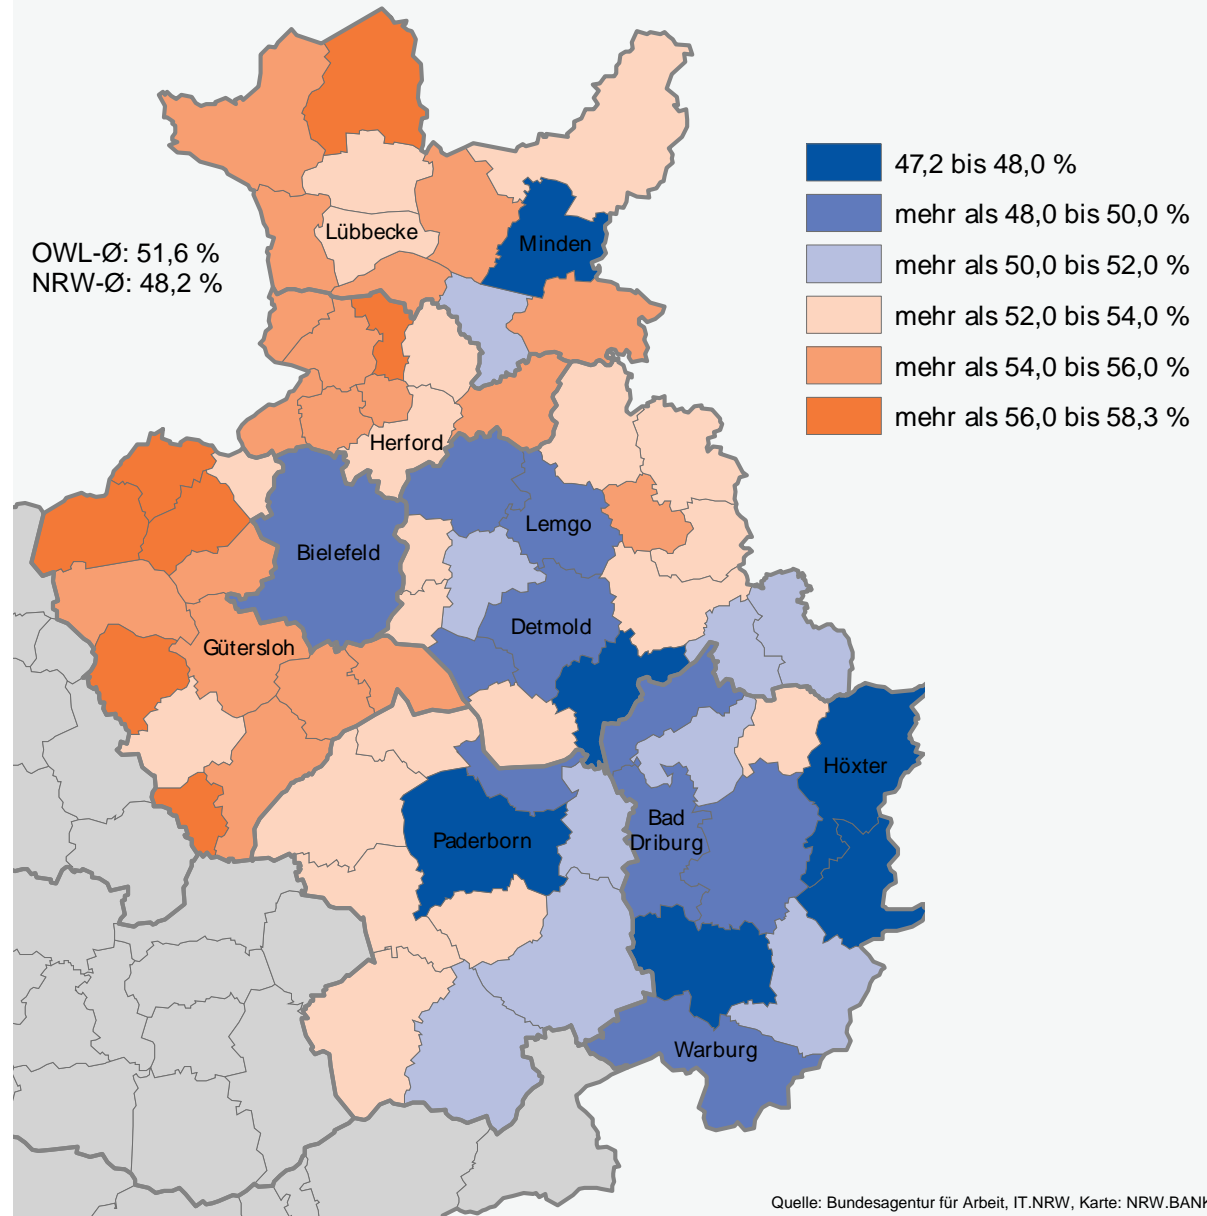 47,2 bis 48,0 %
mehr als 48,0 bis 50,0 %
mehr als 50,0 bis 52,0 %
mehr als 52,0 bis 54,0 %
mehr als 54,0 bis 56,0 %
mehr als 56,0 bis 58,3 %
OWL-Ø: 51,6 %
NRW-Ø: 48,2 %
Lübbecke
Minden
Herford
Lemgo
Bielefeld
Detmold
Gütersloh
Höxter
Bad
Driburg
Paderborn
Warburg
Quelle: Bundesagentur für Arbeit, IT.NRW, Karte: NRW.BANK